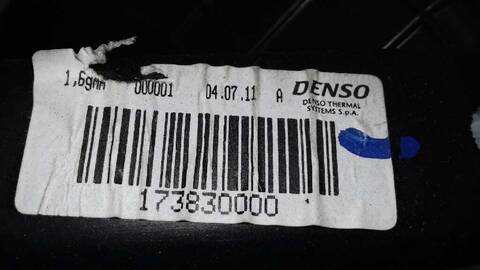 1,6gMM 000001 04.07.11 A DENSO
DENSO THERMAL
SYSTEMS S.p.A.
173830000